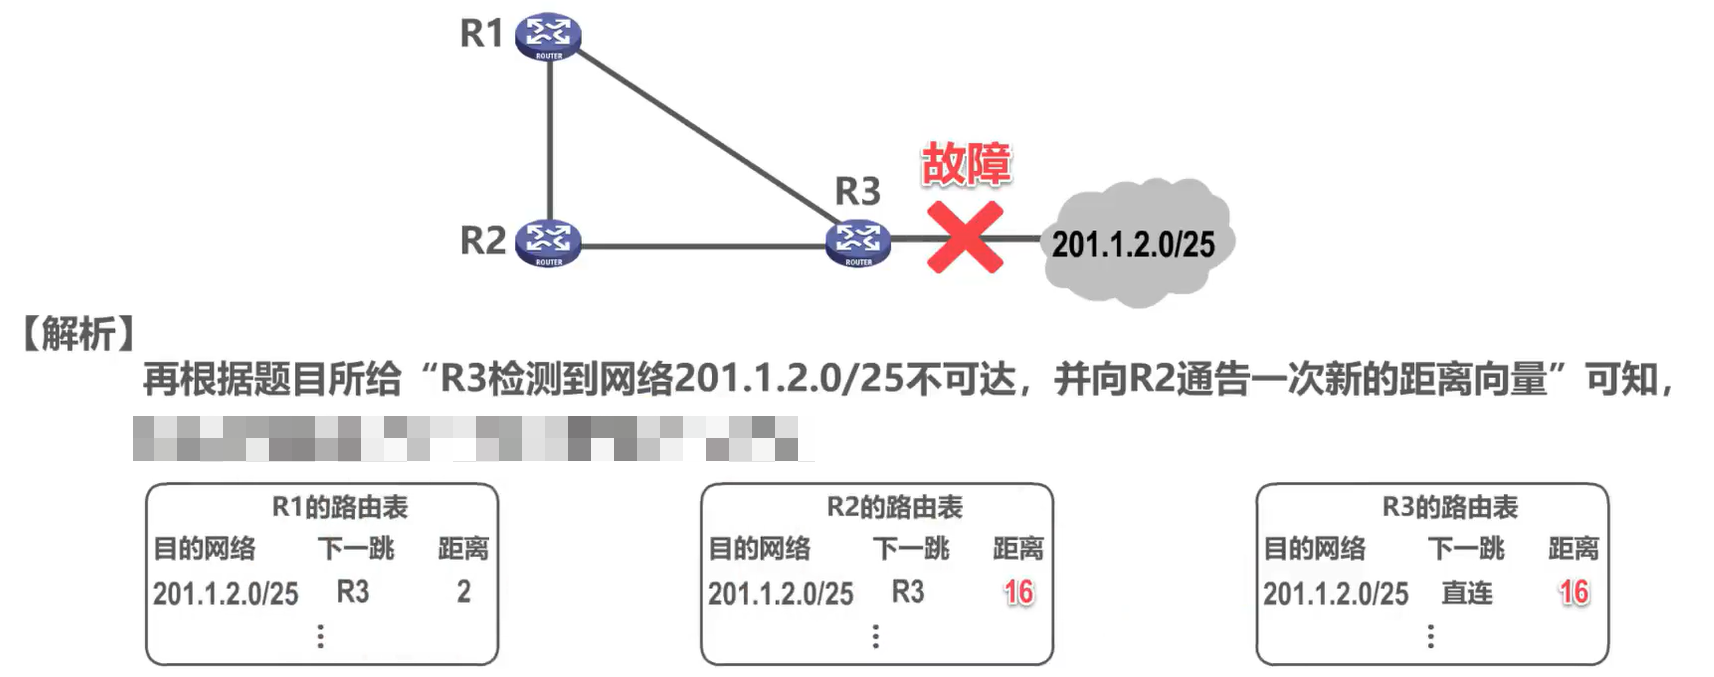 R1
ROUTER
故障
R3
R2
ROUTER
ROUTER
201.1.2.0/25
【解析】
再根据题目所给“R3检测到网络201.1.2.0/25不可达，并向R2通告一次新的距离向量”可知，
R1的路由表
目的网络 下一跳 距离
201.1.2.0/25 R3 2
⋮
R2的路由表
目的网络 下一跳 距离
201.1.2.0/25 R3 16
⋮
R3的路由表
目的网络 下一跳 距离
201.1.2.0/25 直连 16
⋮